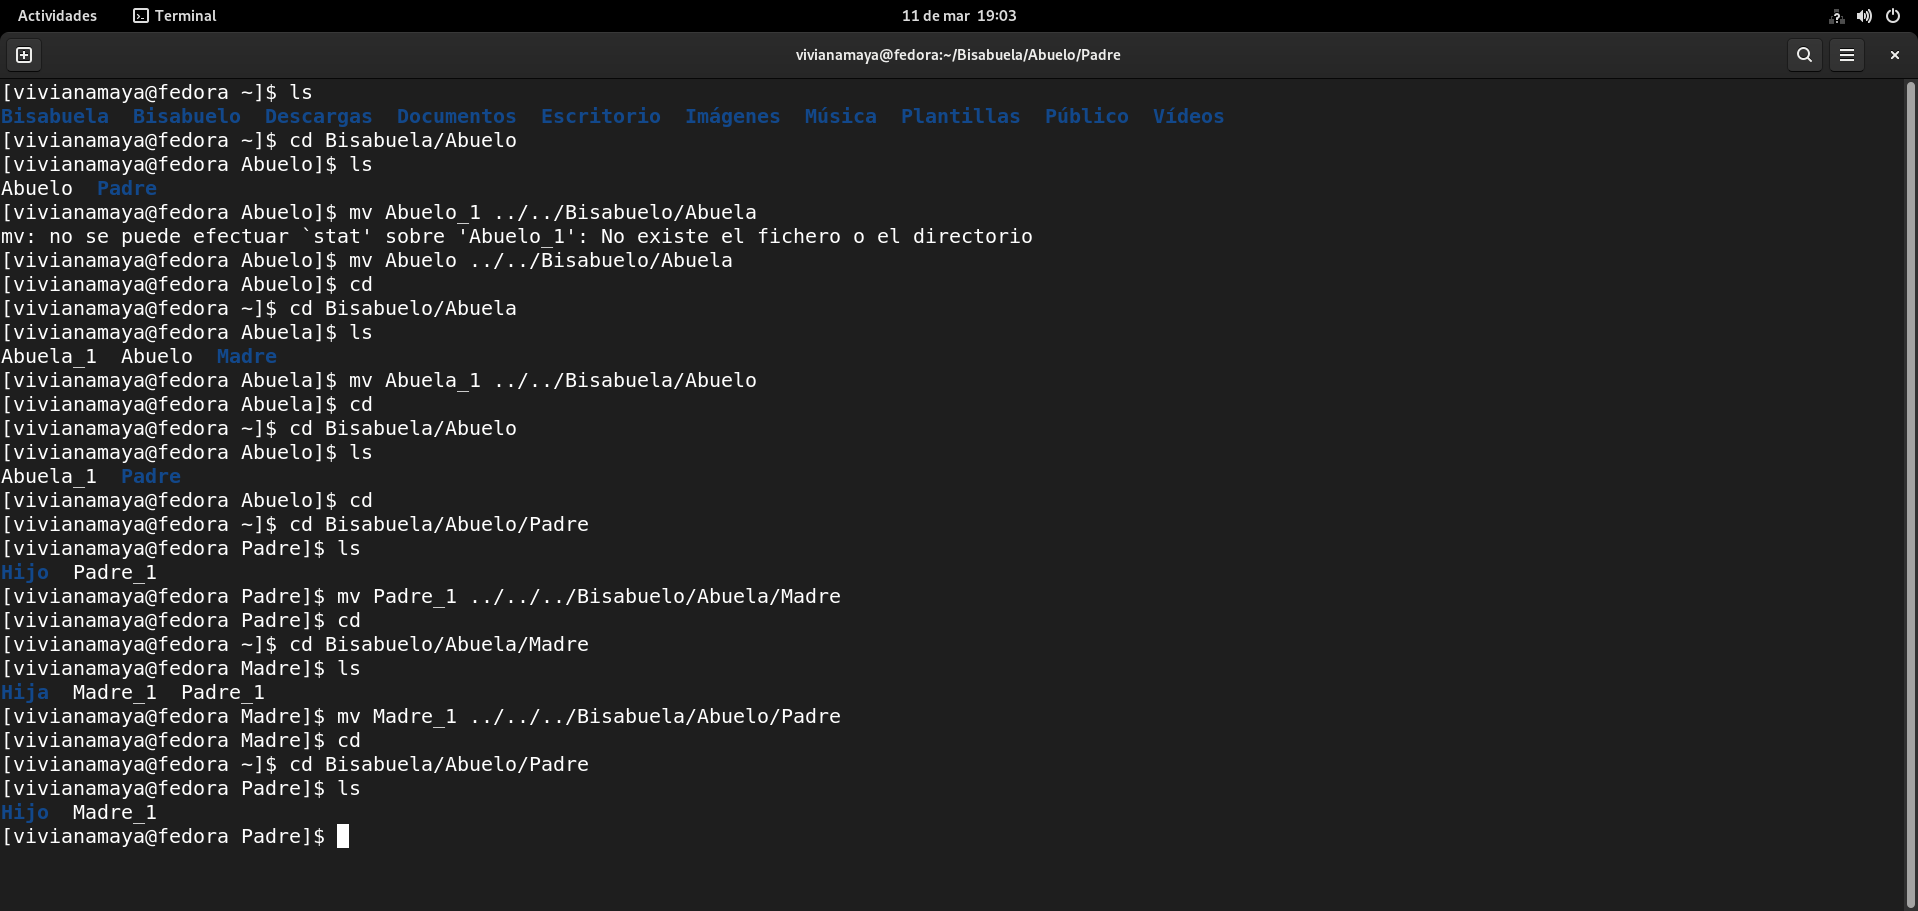 Actividades Terminal 11 de mar 19:03
vivianamaya@fedora:~/Bisabuela/Abuelo/Padre
[vivianamaya@fedora ~]$ ls
Bisabuela Bisabuelo Descargas Documentos Escritorio Imágenes Música Plantillas Público Vídeos
[vivianamaya@fedora ~]$ cd Bisabuela/Abuelo
[vivianamaya@fedora Abuelo]$ ls
Abuelo Padre
[vivianamaya@fedora Abuelo]$ mv Abuelo_1 ../../Bisabuelo/Abuela
mv: no se puede efectuar `stat' sobre 'Abuelo_1': No existe el fichero o el directorio
[vivianamaya@fedora Abuelo]$ mv Abuelo ../../Bisabuelo/Abuela
[vivianamaya@fedora Abuelo]$ cd
[vivianamaya@fedora ~]$ cd Bisabuelo/Abuela
[vivianamaya@fedora Abuela]$ ls
Abuela_1 Abuelo Madre
[vivianamaya@fedora Abuela]$ mv Abuela_1 ../../Bisabuela/Abuelo
[vivianamaya@fedora Abuela]$ cd
[vivianamaya@fedora ~]$ cd Bisabuela/Abuelo
[vivianamaya@fedora Abuelo]$ ls
Abuela_1 Padre
[vivianamaya@fedora Abuelo]$ cd
[vivianamaya@fedora ~]$ cd Bisabuela/Abuelo/Padre
[vivianamaya@fedora Padre]$ ls
Hijo Padre_1
[vivianamaya@fedora Padre]$ mv Padre_1 ../../../Bisabuelo/Abuela/Madre
[vivianamaya@fedora Padre]$ cd
[vivianamaya@fedora ~]$ cd Bisabuelo/Abuela/Madre
[vivianamaya@fedora Madre]$ ls
Hija Madre_1 Padre_1
[vivianamaya@fedora Madre]$ mv Madre_1 ../../../Bisabuela/Abuelo/Padre
[vivianamaya@fedora Madre]$ cd
[vivianamaya@fedora ~]$ cd Bisabuela/Abuelo/Padre
[vivianamaya@fedora Padre]$ ls
Hijo Madre_1
[vivianamaya@fedora Padre]$